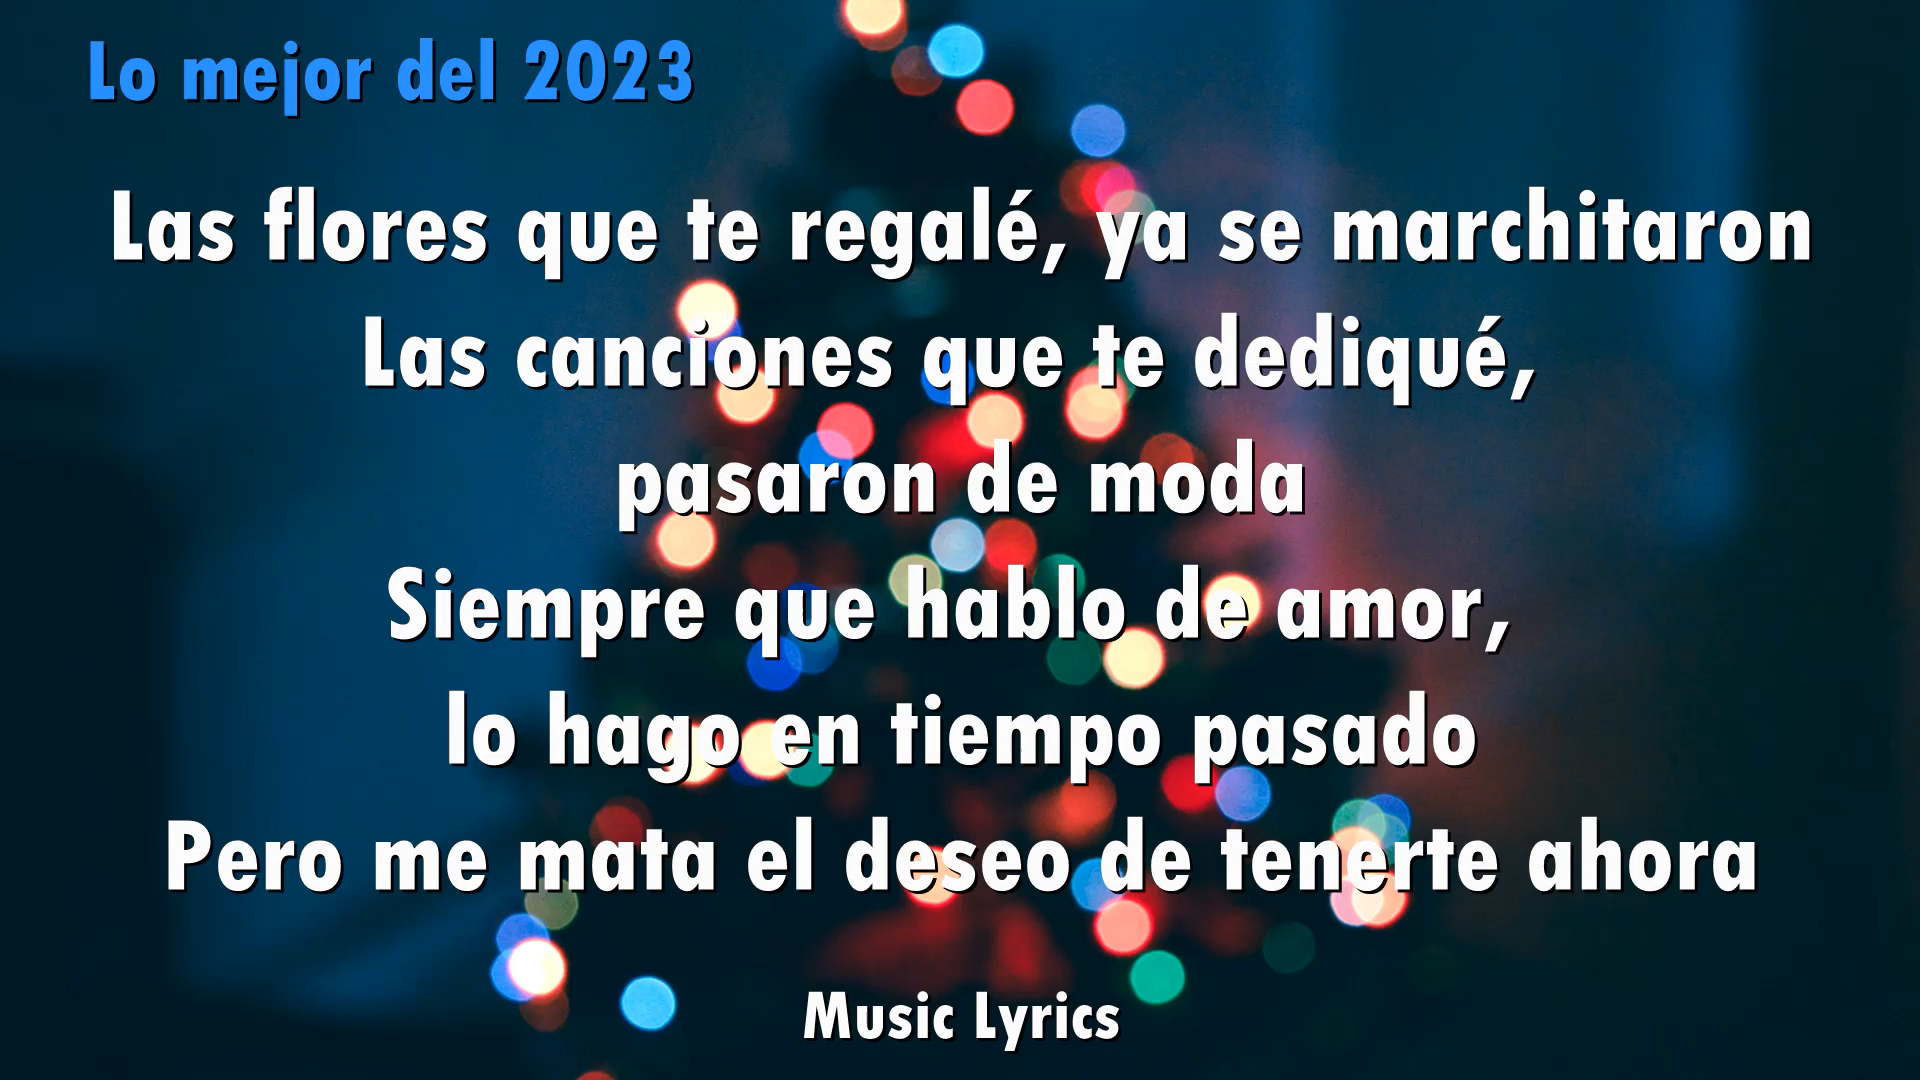 Lo mejor del 2023
Las flores que te regalé, ya se marchitaron
Las canciones que te dediqué,
pasaron de moda
Siempre que hablo de amor,
lo hago en tiempo pasado
Pero me mata el deseo de tenerte ahora
Music Lyrics